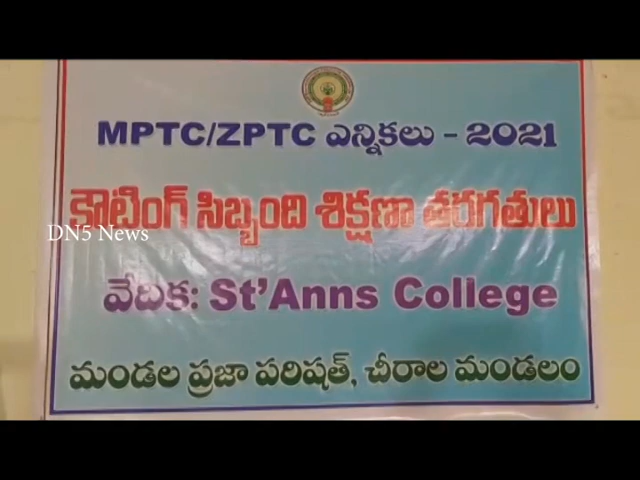 MPTC/ZPTC ఎన్నికలు - 2021
కౌటింగ్ సిబ్బంది శిక్షణా తరగతులు
DN5 News
వేదిక: St'Anns College
మండల ప్రజా పరిషత్, చీరాల మండలం